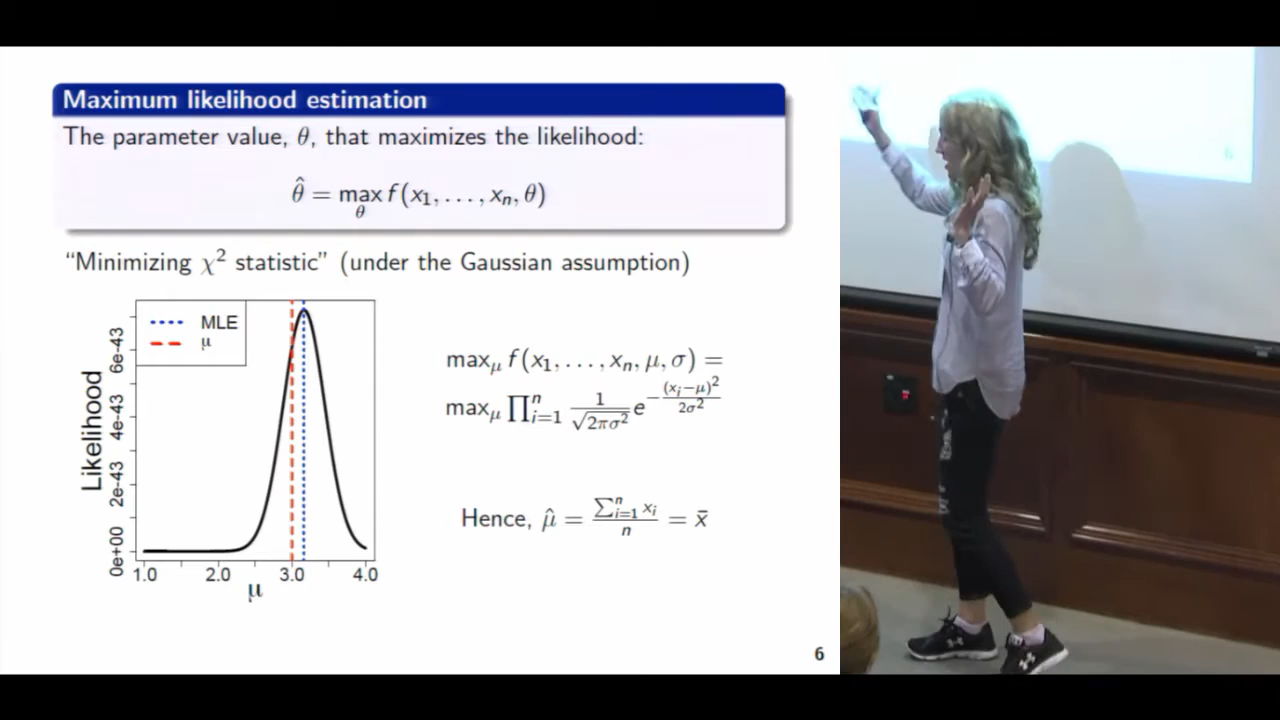 Maximum likelihood estimation
The parameter value, θ, that maximizes the likelihood:
θ̂ = max_θ f(x₁, . . . , xₙ, θ)
“Minimizing χ² statistic” (under the Gaussian assumption)
MLE
μ
Likelihood
0e+00 2e-43 4e-43 6e-43
1.0 2.0 3.0 4.0
μ
max_μ f(x₁, . . . , xₙ, μ, σ) =
max_μ ∏ⁿᵢ₌₁ 1/√(2πσ²) e^(−(xᵢ−μ)²/(2σ²))
Hence, μ̂ = ∑ⁿᵢ₌₁ xᵢ / n = x̄
6